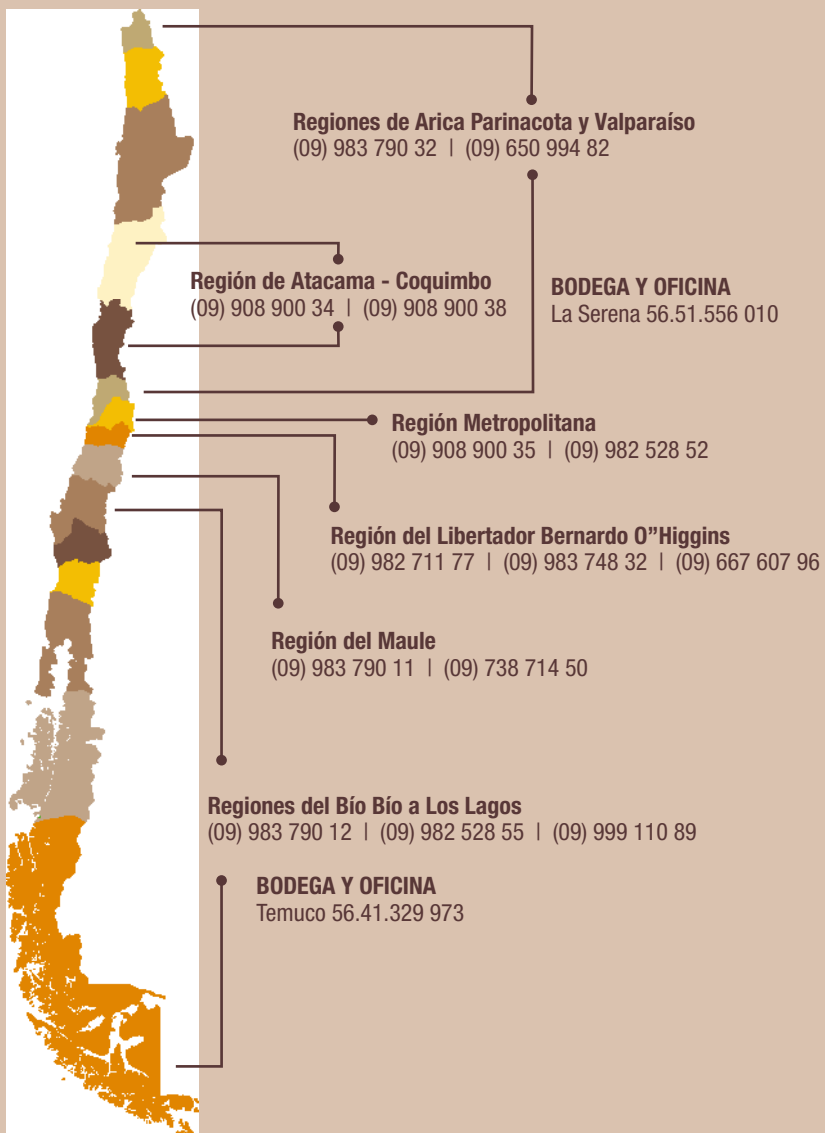 Regiones de Arica Parinacota y Valparaíso
(09) 983 790 32 | (09) 650 994 82
Región de Atacama - Coquimbo
(09) 908 900 34 | (09) 908 900 38
BODEGA Y OFICINA
La Serena 56.51.556 010
Región Metropolitana
(09) 908 900 35 | (09) 982 528 52
Región del Libertador Bernardo O”Higgins
(09) 982 711 77 | (09) 983 748 32 | (09) 667 607 96
Región del Maule
(09) 983 790 11 | (09) 738 714 50
Regiones del Bío Bío a Los Lagos
(09) 983 790 12 | (09) 982 528 55 | (09) 999 110 89
BODEGA Y OFICINA
Temuco 56.41.329 973